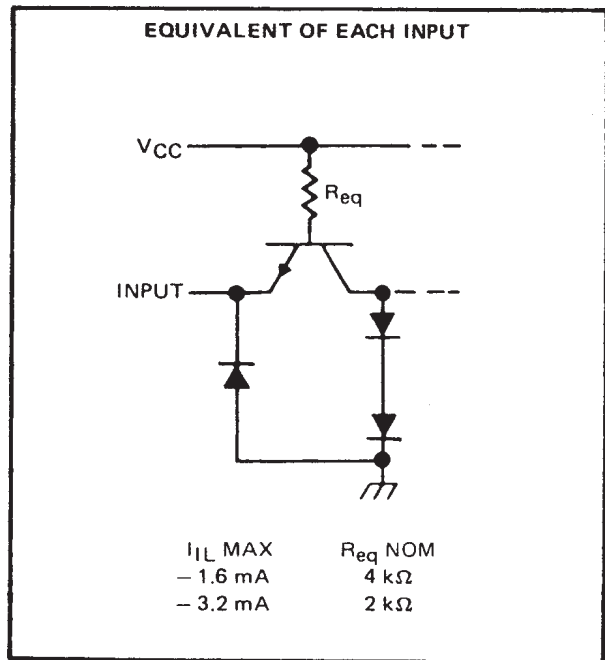 EQUIVALENT OF EACH INPUT
VCC
Req
INPUT
IIL MAX Req NOM
– 1.6 mA 4 kΩ
– 3.2 mA 2 kΩ